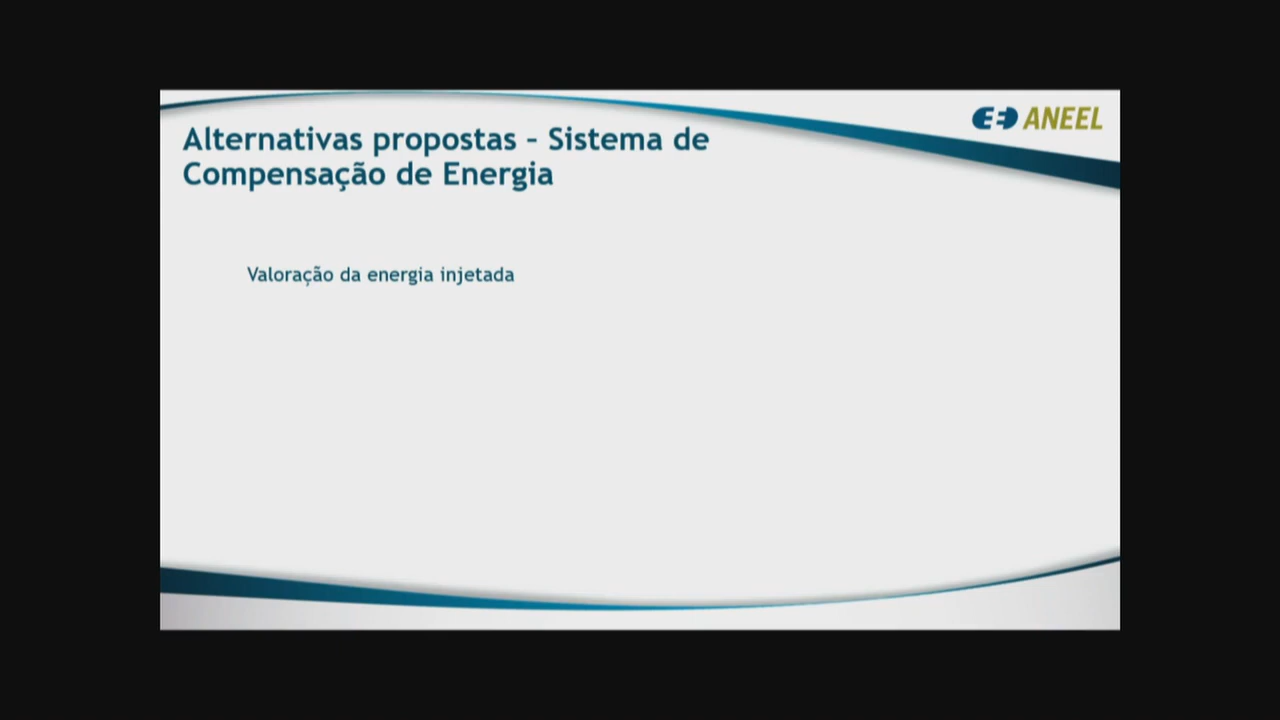 ANEEL
Alternativas propostas – Sistema de
Compensação de Energia
Valoração da energia injetada